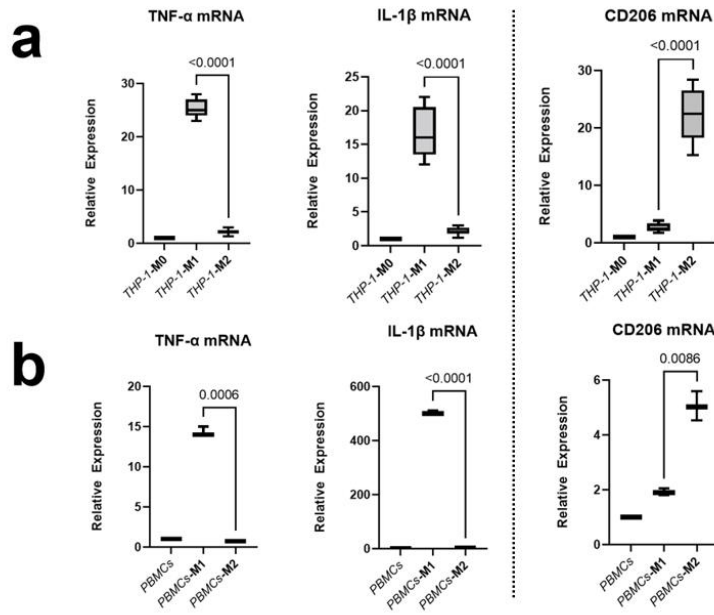 a
TNF-α mRNA
<0.0001
Relative Expression
30
20
10
0
THP-1-M0
THP-1-M1
THP-1-M2
IL-1β mRNA
<0.0001
Relative Expression
25
20
15
10
5
0
THP-1-M0
THP-1-M1
THP-1-M2
CD206 mRNA
<0.0001
Relative Expression
30
20
10
0
THP-1-M0
THP-1-M1
THP-1-M2
b
TNF-α mRNA
0.0006
Relative Expression
20
15
10
5
0
PBMCs
PBMCs-M1
PBMCs-M2
IL-1β mRNA
<0.0001
Relative Expression
600
400
200
0
PBMCs
PBMCs-M1
PBMCs-M2
CD206 mRNA
0.0086
Relative Expression
6
4
2
0
PBMCs
PBMCs-M1
PBMCs-M2